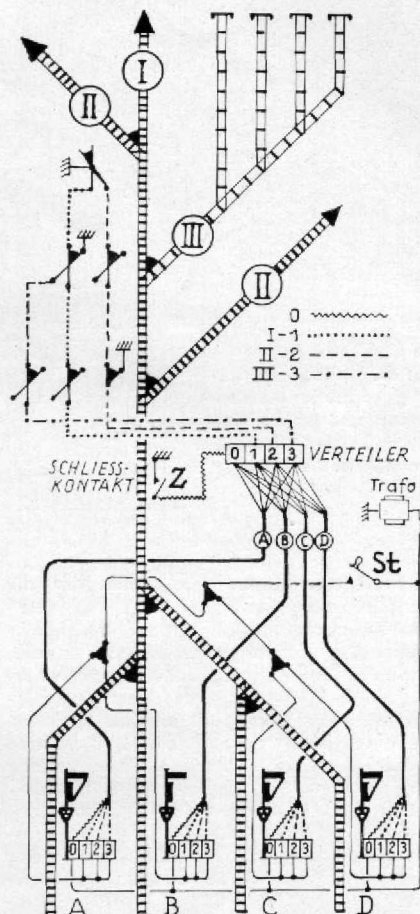 I
II
III
II
0
I-1
II-2
III-3
0 1 2 3 VERTEILER
SCHLIESS-
KONTAKT
Z
Trafo
A B C D
St
0 1 2 3
0 1 2 3
0 1 2 3
0 1 2 3
A B C D